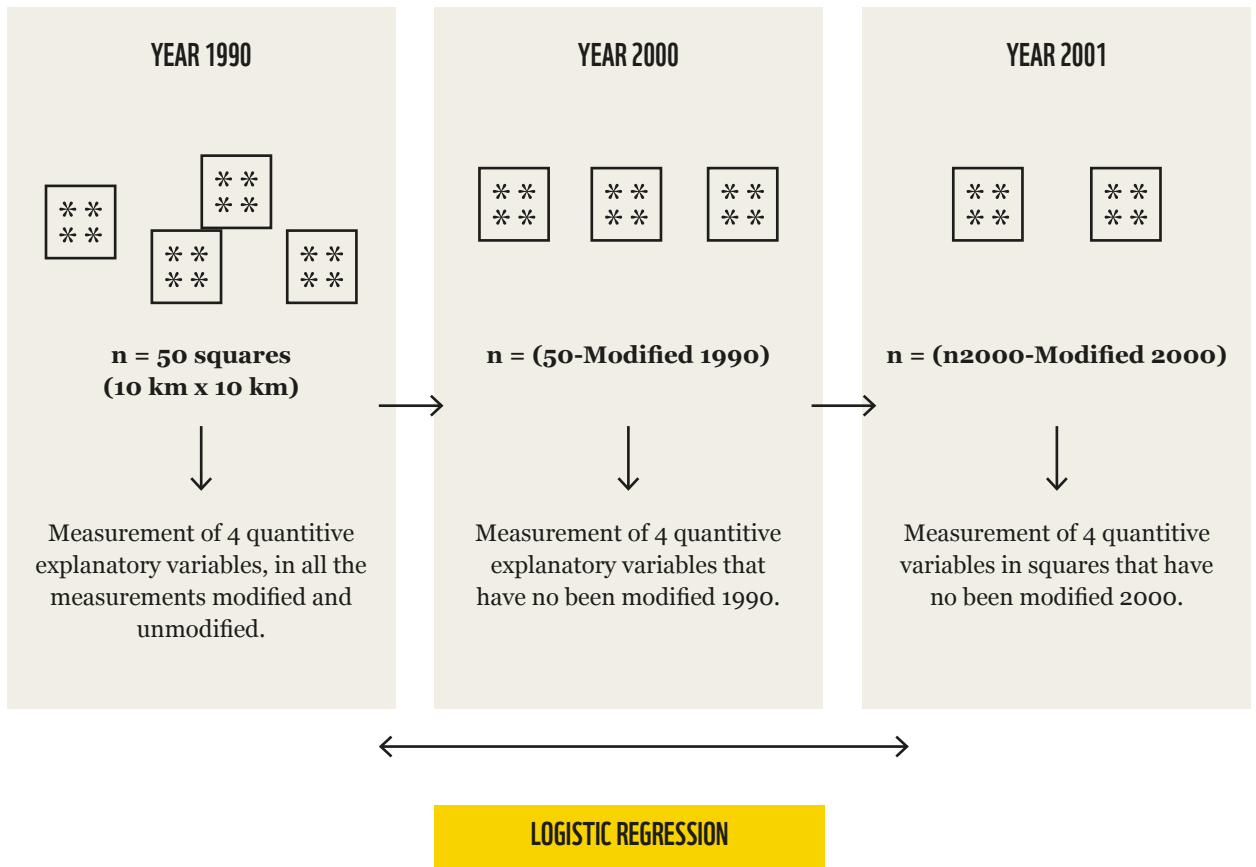 YEAR 1990
* *
* *
* *
* *
* *
* *
* *
* *
n = 50 squares
(10 km x 10 km)
Measurement of 4 quantitive
explanatory variables, in all the
measurements modified and
unmodified.
YEAR 2000
* *
* *
* *
* *
* *
* *
n = (50-Modified 1990)
Measurement of 4 quantitive
explanatory variables that
have no been modified 1990.
YEAR 2001
* *
* *
* *
* *
n = (n2000-Modified 2000)
Measurement of 4 quantitive
variables in squares that have
no been modified 2000.
LOGISTIC REGRESSION